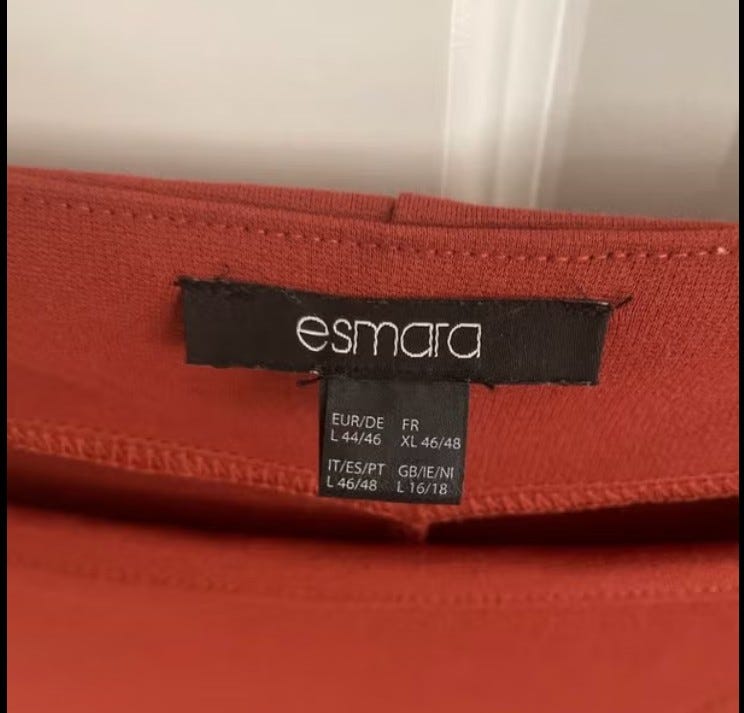 esmara
EUR/DE FR
L 44/46 XL 46/48
IT/ES/PT GB/IE/NI
L 46/48 L 16/18